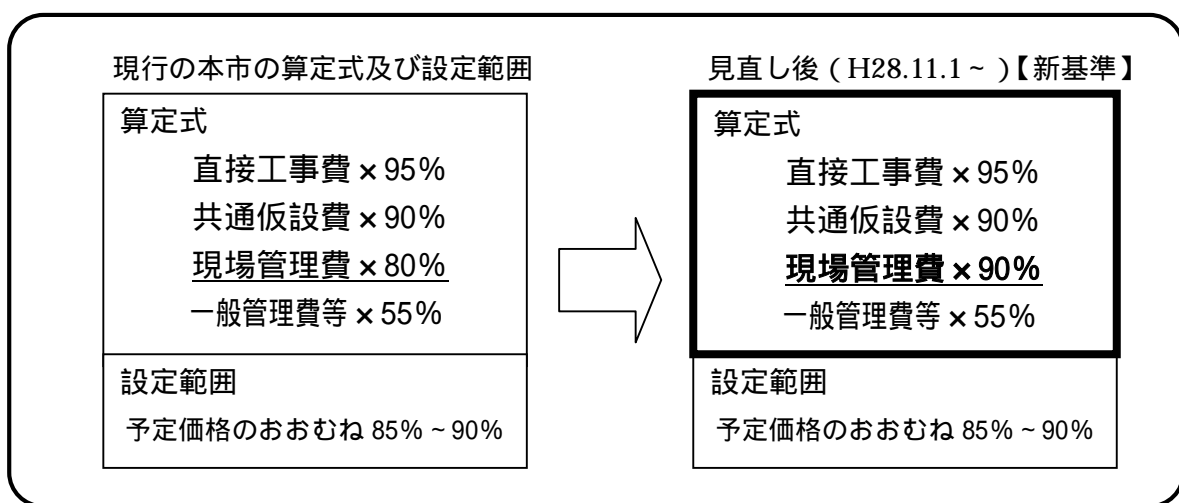 現行の本市の算定式及び設定範囲
算定式
直接工事費×95%
共通仮設費×90%
現場管理費×80%
一般管理費等×55%
設定範囲
予定価格のおおむね 85%~90%
見直し後(H28.11.1~)【新基準】
算定式
直接工事費×95%
共通仮設費×90%
現場管理費×90%
一般管理費等×55%
設定範囲
予定価格のおおむね 85%~90%